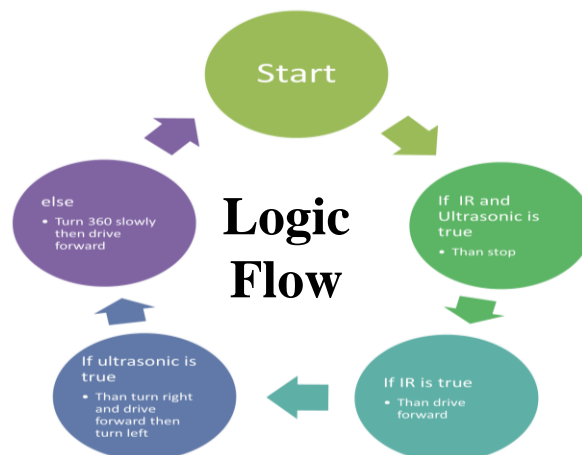 Start
If IR and
Ultrasonic is
true
• Than stop
If IR is true
• Than drive
forward
If ultrasonic is
true
• Than turn right
and drive
forward then
turn left
else
• Turn 360 slowly
then drive
forward
Logic
Flow